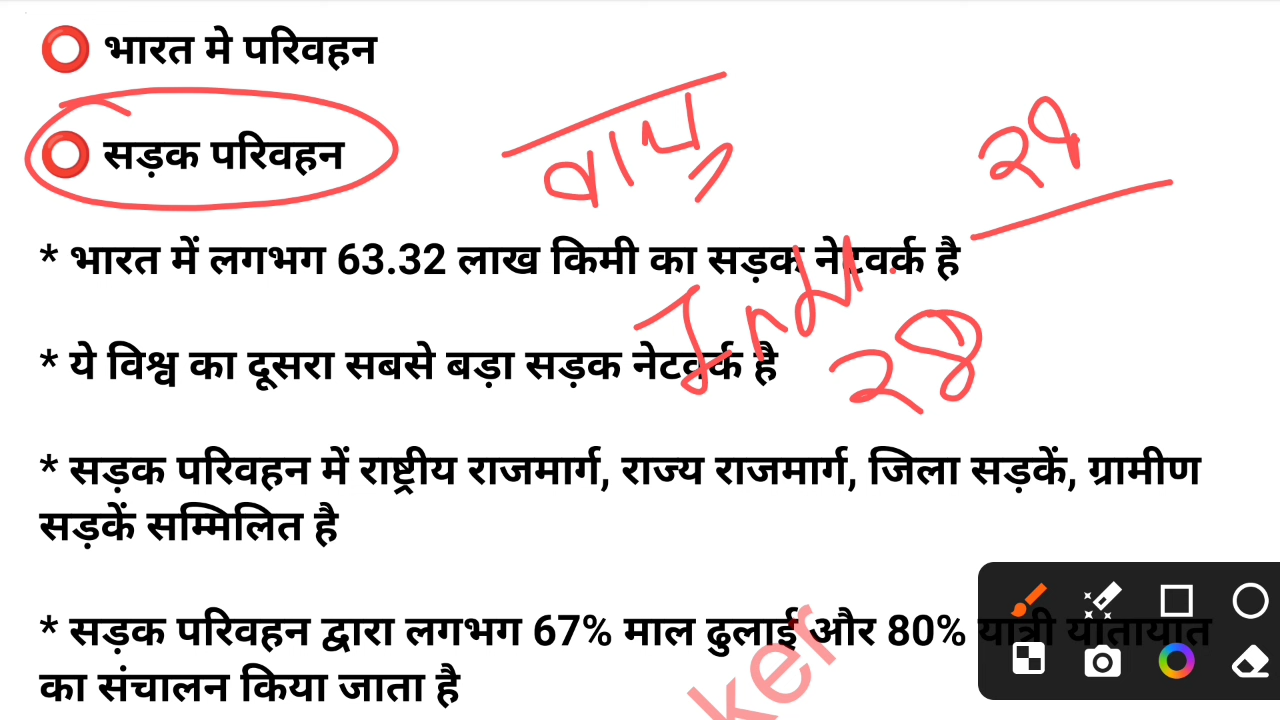 भारत मे परिवहन
सड़क परिवहन
वायु
* भारत में लगभग 63.32 लाख किमी का सड़क नेटवर्क है
* ये विश्व का दूसरा सबसे बड़ा सड़क नेटवर्क है
28
* सड़क परिवहन में राष्ट्रीय राजमार्ग, राज्य राजमार्ग, जिला सड़कें, ग्रामीण
सड़कें सम्मिलित है
* सड़क परिवहन द्वारा लगभग 67% माल ढुलाई और 80% यात्री यातायात
का संचालन किया जाता है
ker